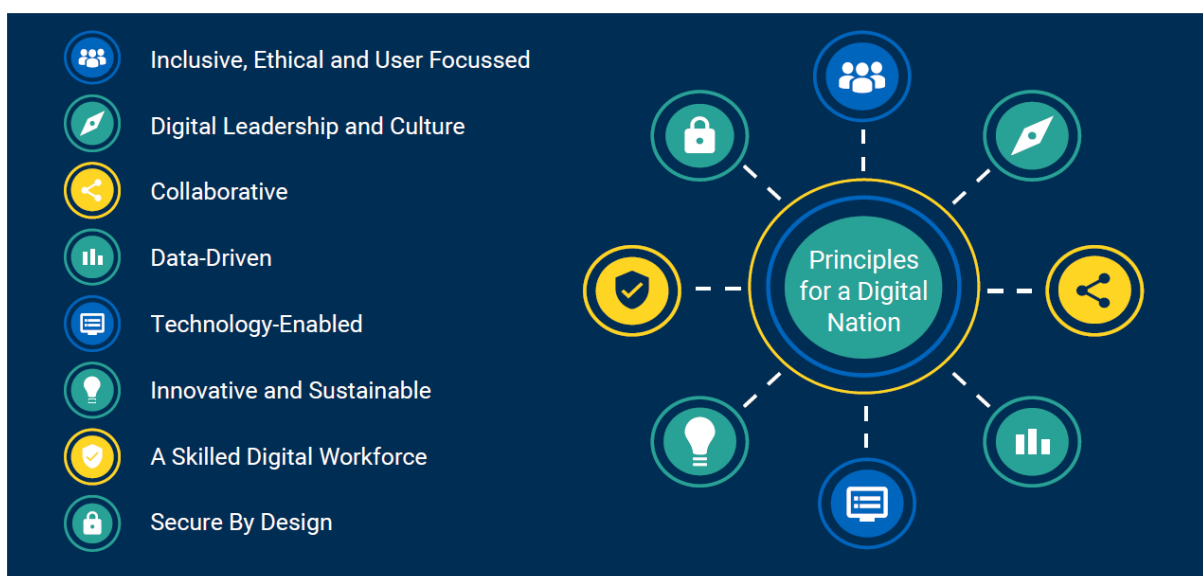 Inclusive, Ethical and User Focussed
Digital Leadership and Culture
Collaborative
Data-Driven
Technology-Enabled
Innovative and Sustainable
A Skilled Digital Workforce
Secure By Design
Principles
for a Digital
Nation